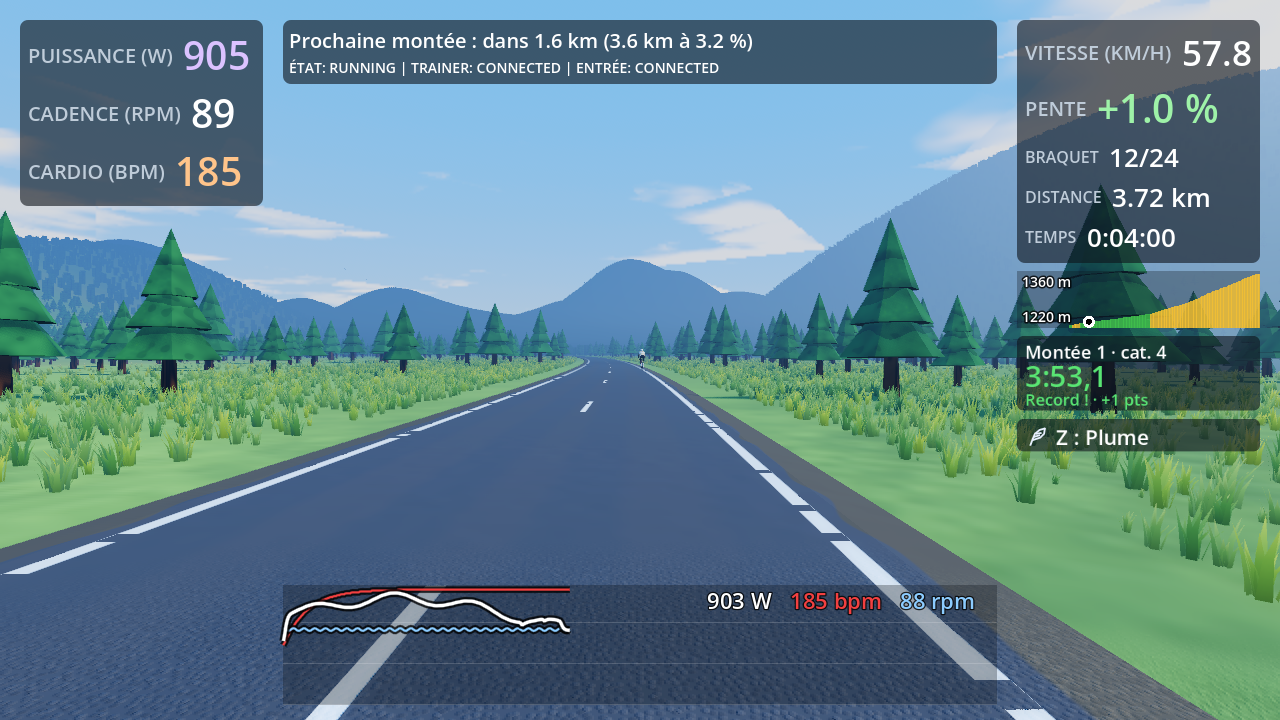 PUISSANCE (W) 905
CADENCE (RPM) 89
CARDIO (BPM) 185
Prochaine montée : dans 1.6 km (3.6 km à 3.2 %)
ÉTAT: RUNNING | TRAINER: CONNECTED | ENTRÉE: CONNECTED
VITESSE (KM/H) 57.8
PENTE +1.0 %
BRAQUET 12/24
DISTANCE 3.72 km
TEMPS 0:04:00
1360 m
1220 m
Montée 1 · cat. 4
3:53,1
Record ! · +1 pts
Z : Plume
903 W 185 bpm 88 rpm